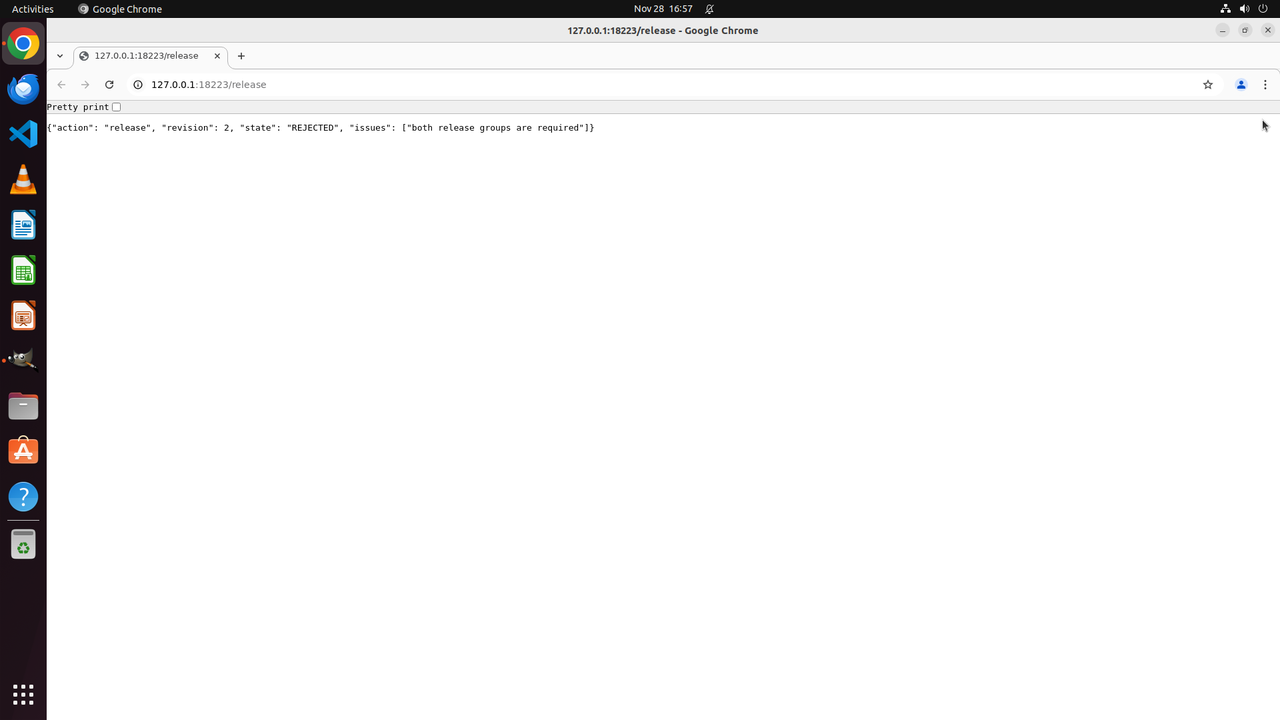 Activities
Google Chrome
Nov 28 16:57
127.0.0.1:18223/release - Google Chrome
127.0.0.1:18223/release
127.0.0.1:18223/release
Pretty print
{"action": "release", "revision": 2, "state": "REJECTED", "issues": ["both release groups are required"]}